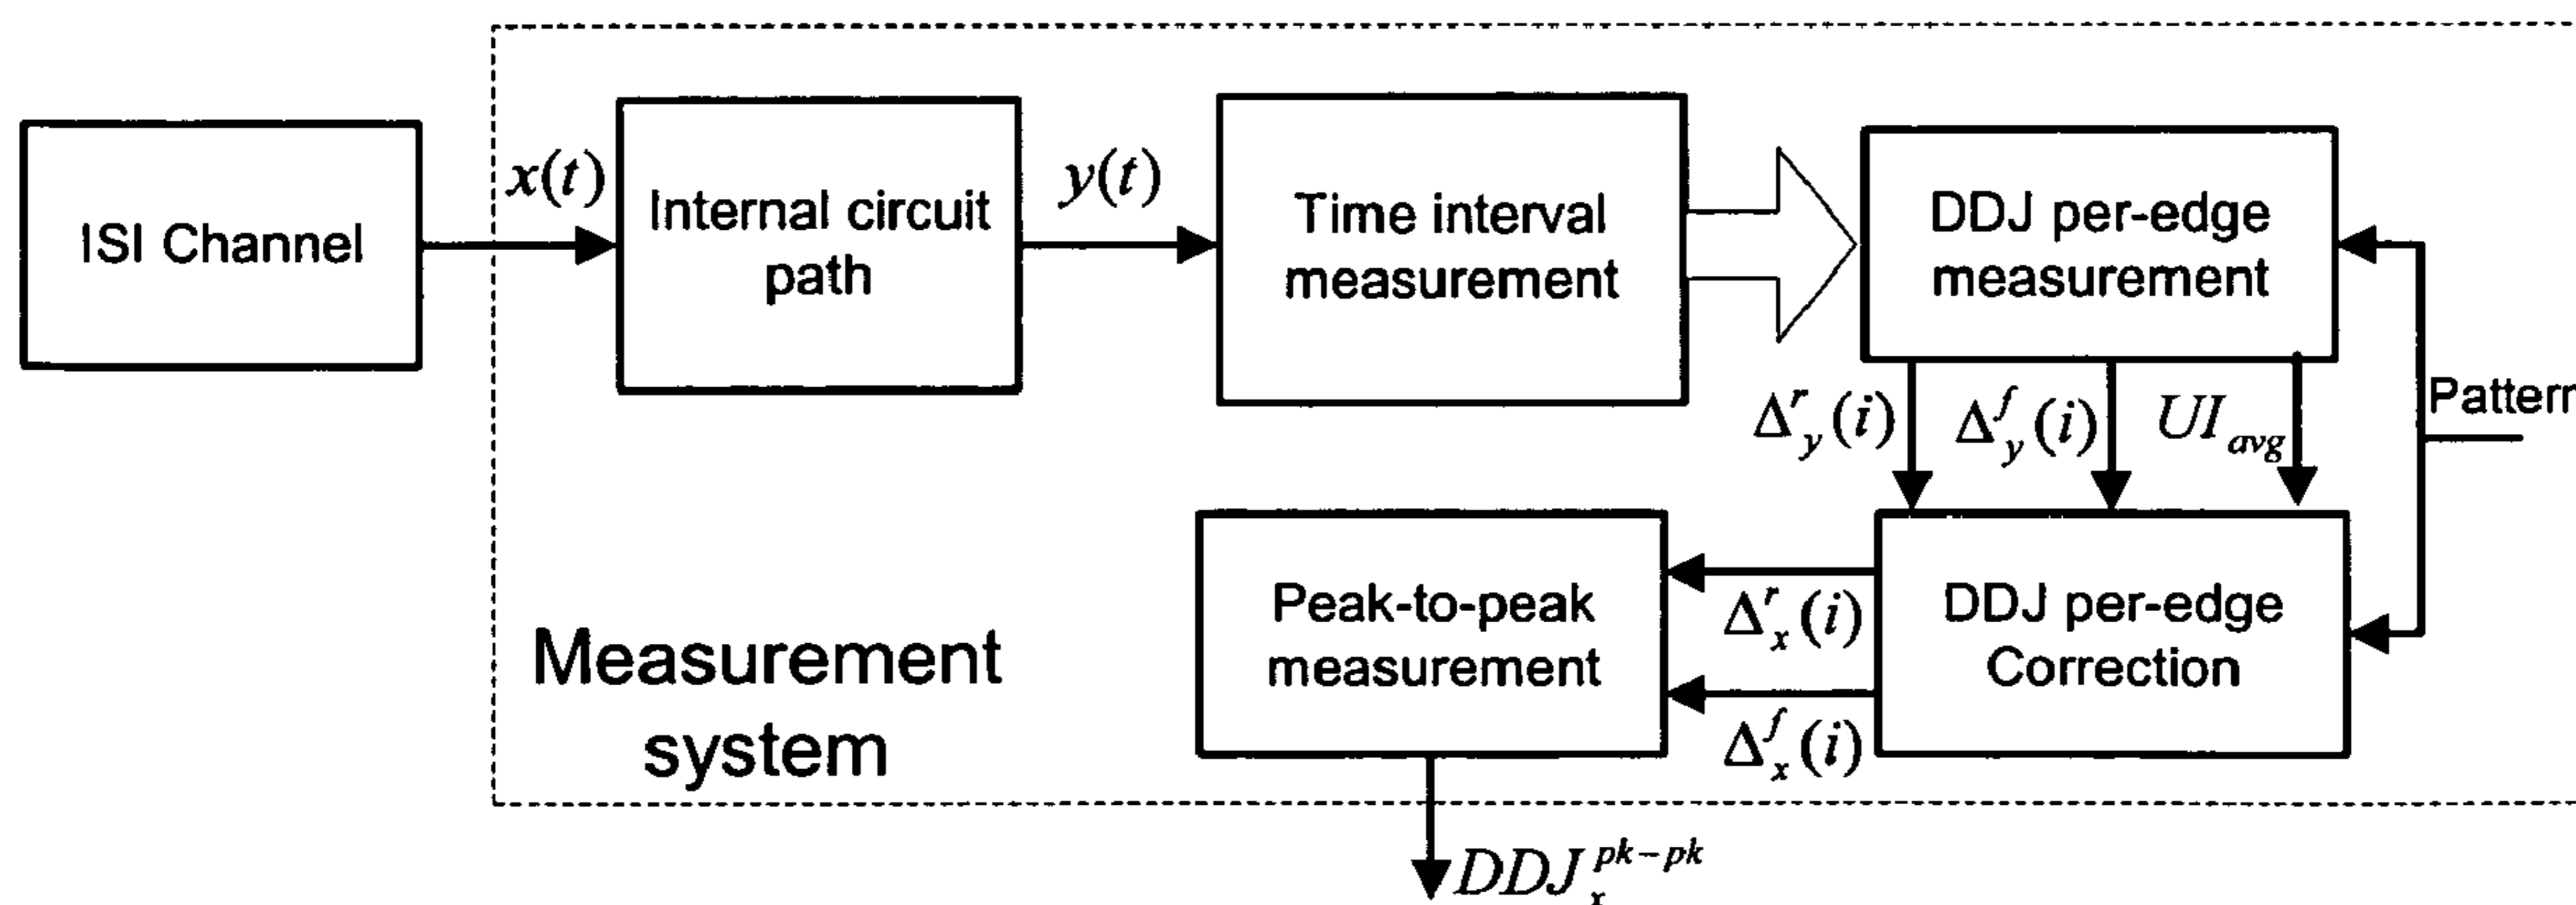 ISI Channel
x(t)
Internal circuit
path
y(t)
Time interval
measurement
DDJ per-edge
measurement
Δ^r_y(i)
Δ^f_y(i)
UI_avg
Pattern
Peak-to-peak
measurement
Δ^r_x(i)
Δ^f_x(i)
DDJ per-edge
Correction
Measurement
system
DDJ_x^{pk-pk}